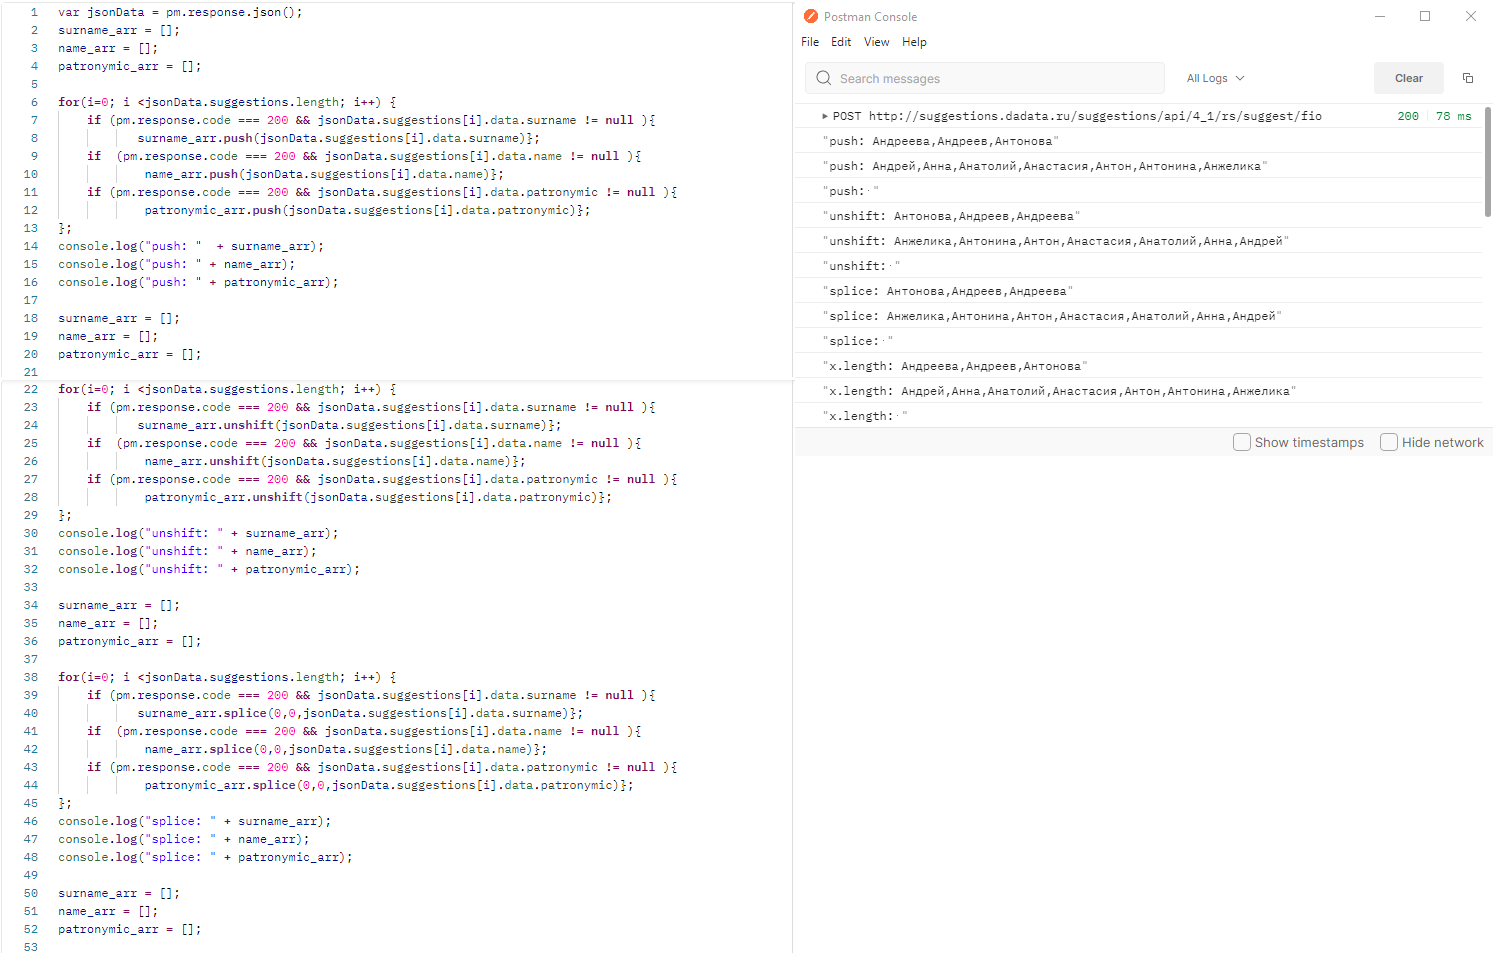 1 var jsonData = pm.response.json();
2 surname_arr = [];
3 name_arr = [];
4 patronymic_arr = [];
5
6 for(i=0; i <jsonData.suggestions.length; i++) {
7 if (pm.response.code === 200 && jsonData.suggestions[i].data.surname != null ){
8 surname_arr.push(jsonData.suggestions[i].data.surname)};
9 if  (pm.response.code === 200 && jsonData.suggestions[i].data.name != null ){
10 name_arr.push(jsonData.suggestions[i].data.name)};
11 if (pm.response.code === 200 && jsonData.suggestions[i].data.patronymic != null ){
12 patronymic_arr.push(jsonData.suggestions[i].data.patronymic)};
13 };
14 console.log("push: "  + surname_arr);
15 console.log("push: " + name_arr);
16 console.log("push: " + patronymic_arr);
17
18 surname_arr = [];
19 name_arr = [];
20 patronymic_arr = [];
21
22 for(i=0; i <jsonData.suggestions.length; i++) {
23 if (pm.response.code === 200 && jsonData.suggestions[i].data.surname != null ){
24 surname_arr.unshift(jsonData.suggestions[i].data.surname)};
25 if  (pm.response.code === 200 && jsonData.suggestions[i].data.name != null ){
26 name_arr.unshift(jsonData.suggestions[i].data.name)};
27 if (pm.response.code === 200 && jsonData.suggestions[i].data.patronymic != null ){
28 patronymic_arr.unshift(jsonData.suggestions[i].data.patronymic)};
29 };
30 console.log("unshift: " + surname_arr);
31 console.log("unshift: " + name_arr);
32 console.log("unshift: " + patronymic_arr);
33
34 surname_arr = [];
35 name_arr = [];
36 patronymic_arr = [];
37
38 for(i=0; i <jsonData.suggestions.length; i++) {
39 if (pm.response.code === 200 && jsonData.suggestions[i].data.surname != null ){
40 surname_arr.splice(0,0,jsonData.suggestions[i].data.surname)};
41 if  (pm.response.code === 200 && jsonData.suggestions[i].data.name != null ){
42 name_arr.splice(0,0,jsonData.suggestions[i].data.name)};
43 if (pm.response.code === 200 && jsonData.suggestions[i].data.patronymic != null ){
44 patronymic_arr.splice(0,0,jsonData.suggestions[i].data.patronymic)};
45 };
46 console.log("splice: " + surname_arr);
47 console.log("splice: " + name_arr);
48 console.log("splice: " + patronymic_arr);
49
50 surname_arr = [];
51 name_arr = [];
52 patronymic_arr = [];
53
Postman Console
File Edit View Help
Search messages All Logs Clear
POST http://suggestions.dadata.ru/suggestions/api/4_1/rs/suggest/fio 200 78 ms
"push: Андреева,Андреев,Антонова"
"push: Андрей,Анна,Анатолий,Анастасия,Антон,Антонина,Анжелика"
"push: "
"unshift: Антонова,Андреев,Андреева"
"unshift: Анжелика,Антонина,Антон,Анастасия,Анатолий,Анна,Андрей"
"unshift: "
"splice: Антонова,Андреев,Андреева"
"splice: Анжелика,Антонина,Антон,Анастасия,Анатолий,Анна,Андрей"
"splice: "
"x.length: Андреева,Андреев,Антонова"
"x.length: Андрей,Анна,Анатолий,Анастасия,Антон,Антонина,Анжелика"
"x.length: "
Show timestamps Hide network